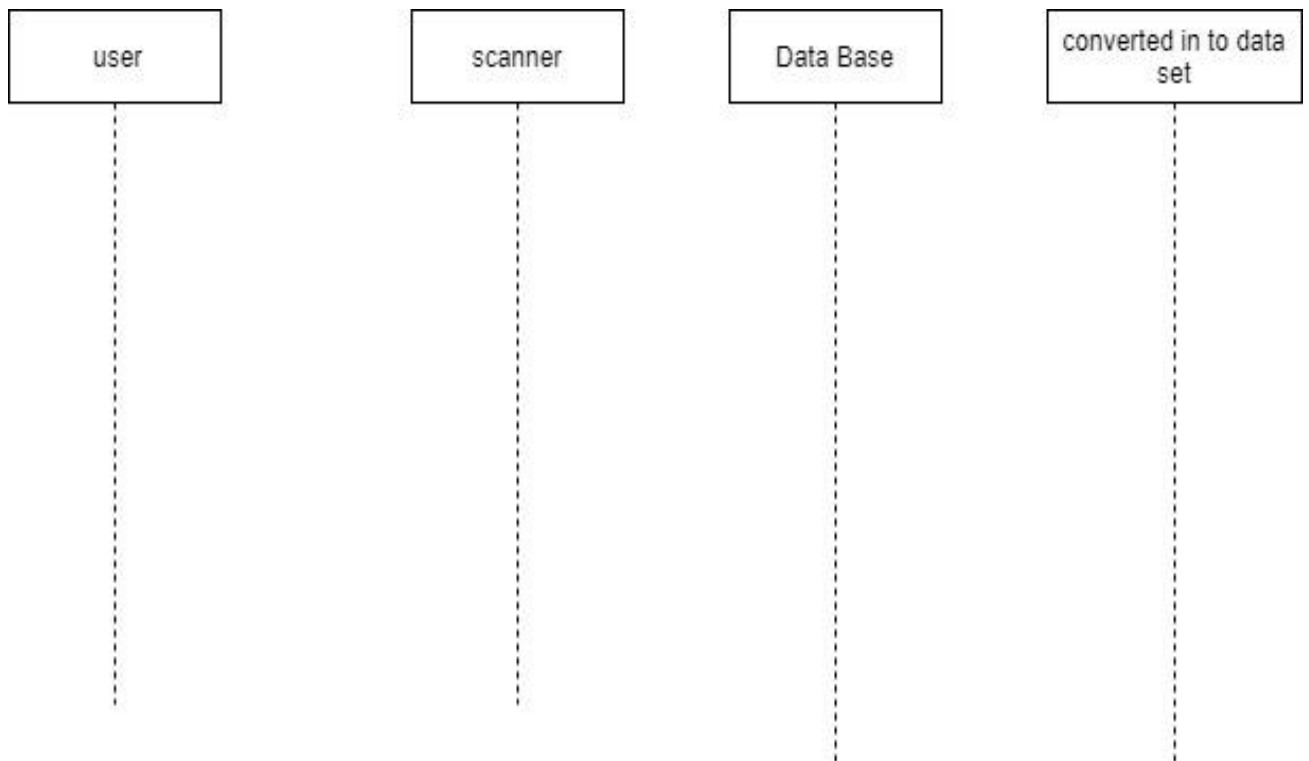 user
scanner
Data Base
converted in to data
set